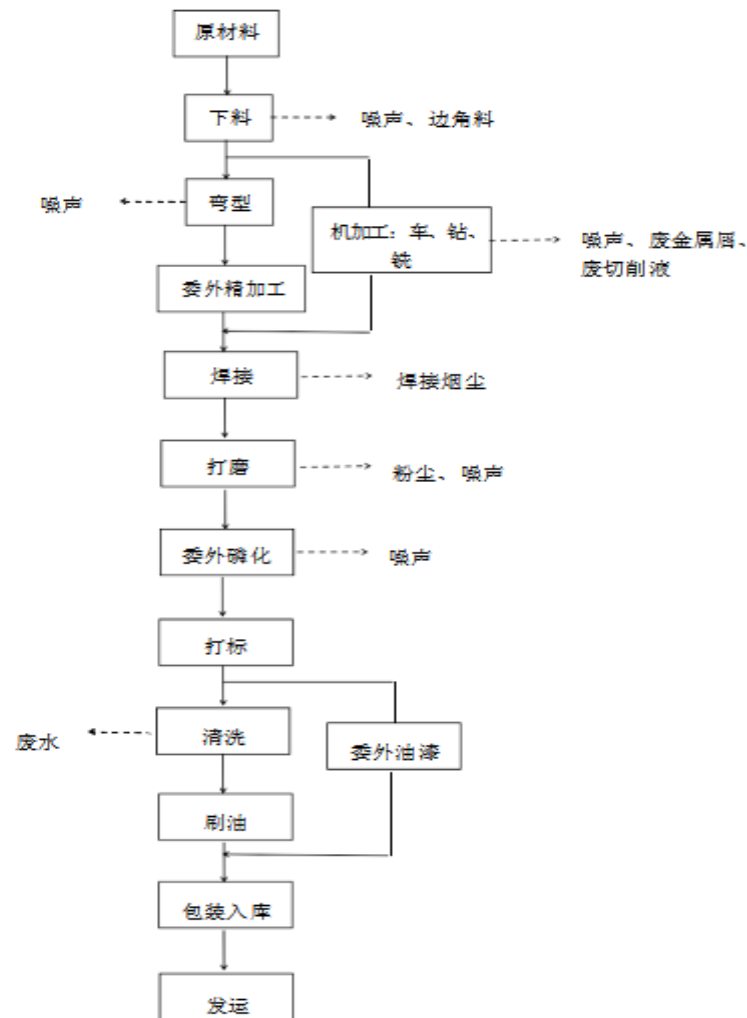 原材料
下料
噪声、边角料
噪声
弯型
机加工：车、钻、
铣
噪声、废金属屑、
废切削液
委外精加工
焊接
焊接烟尘
打磨
粉尘、噪声
委外磷化
噪声
打标
废水
清洗
委外油漆
刷油
包装入库
发运